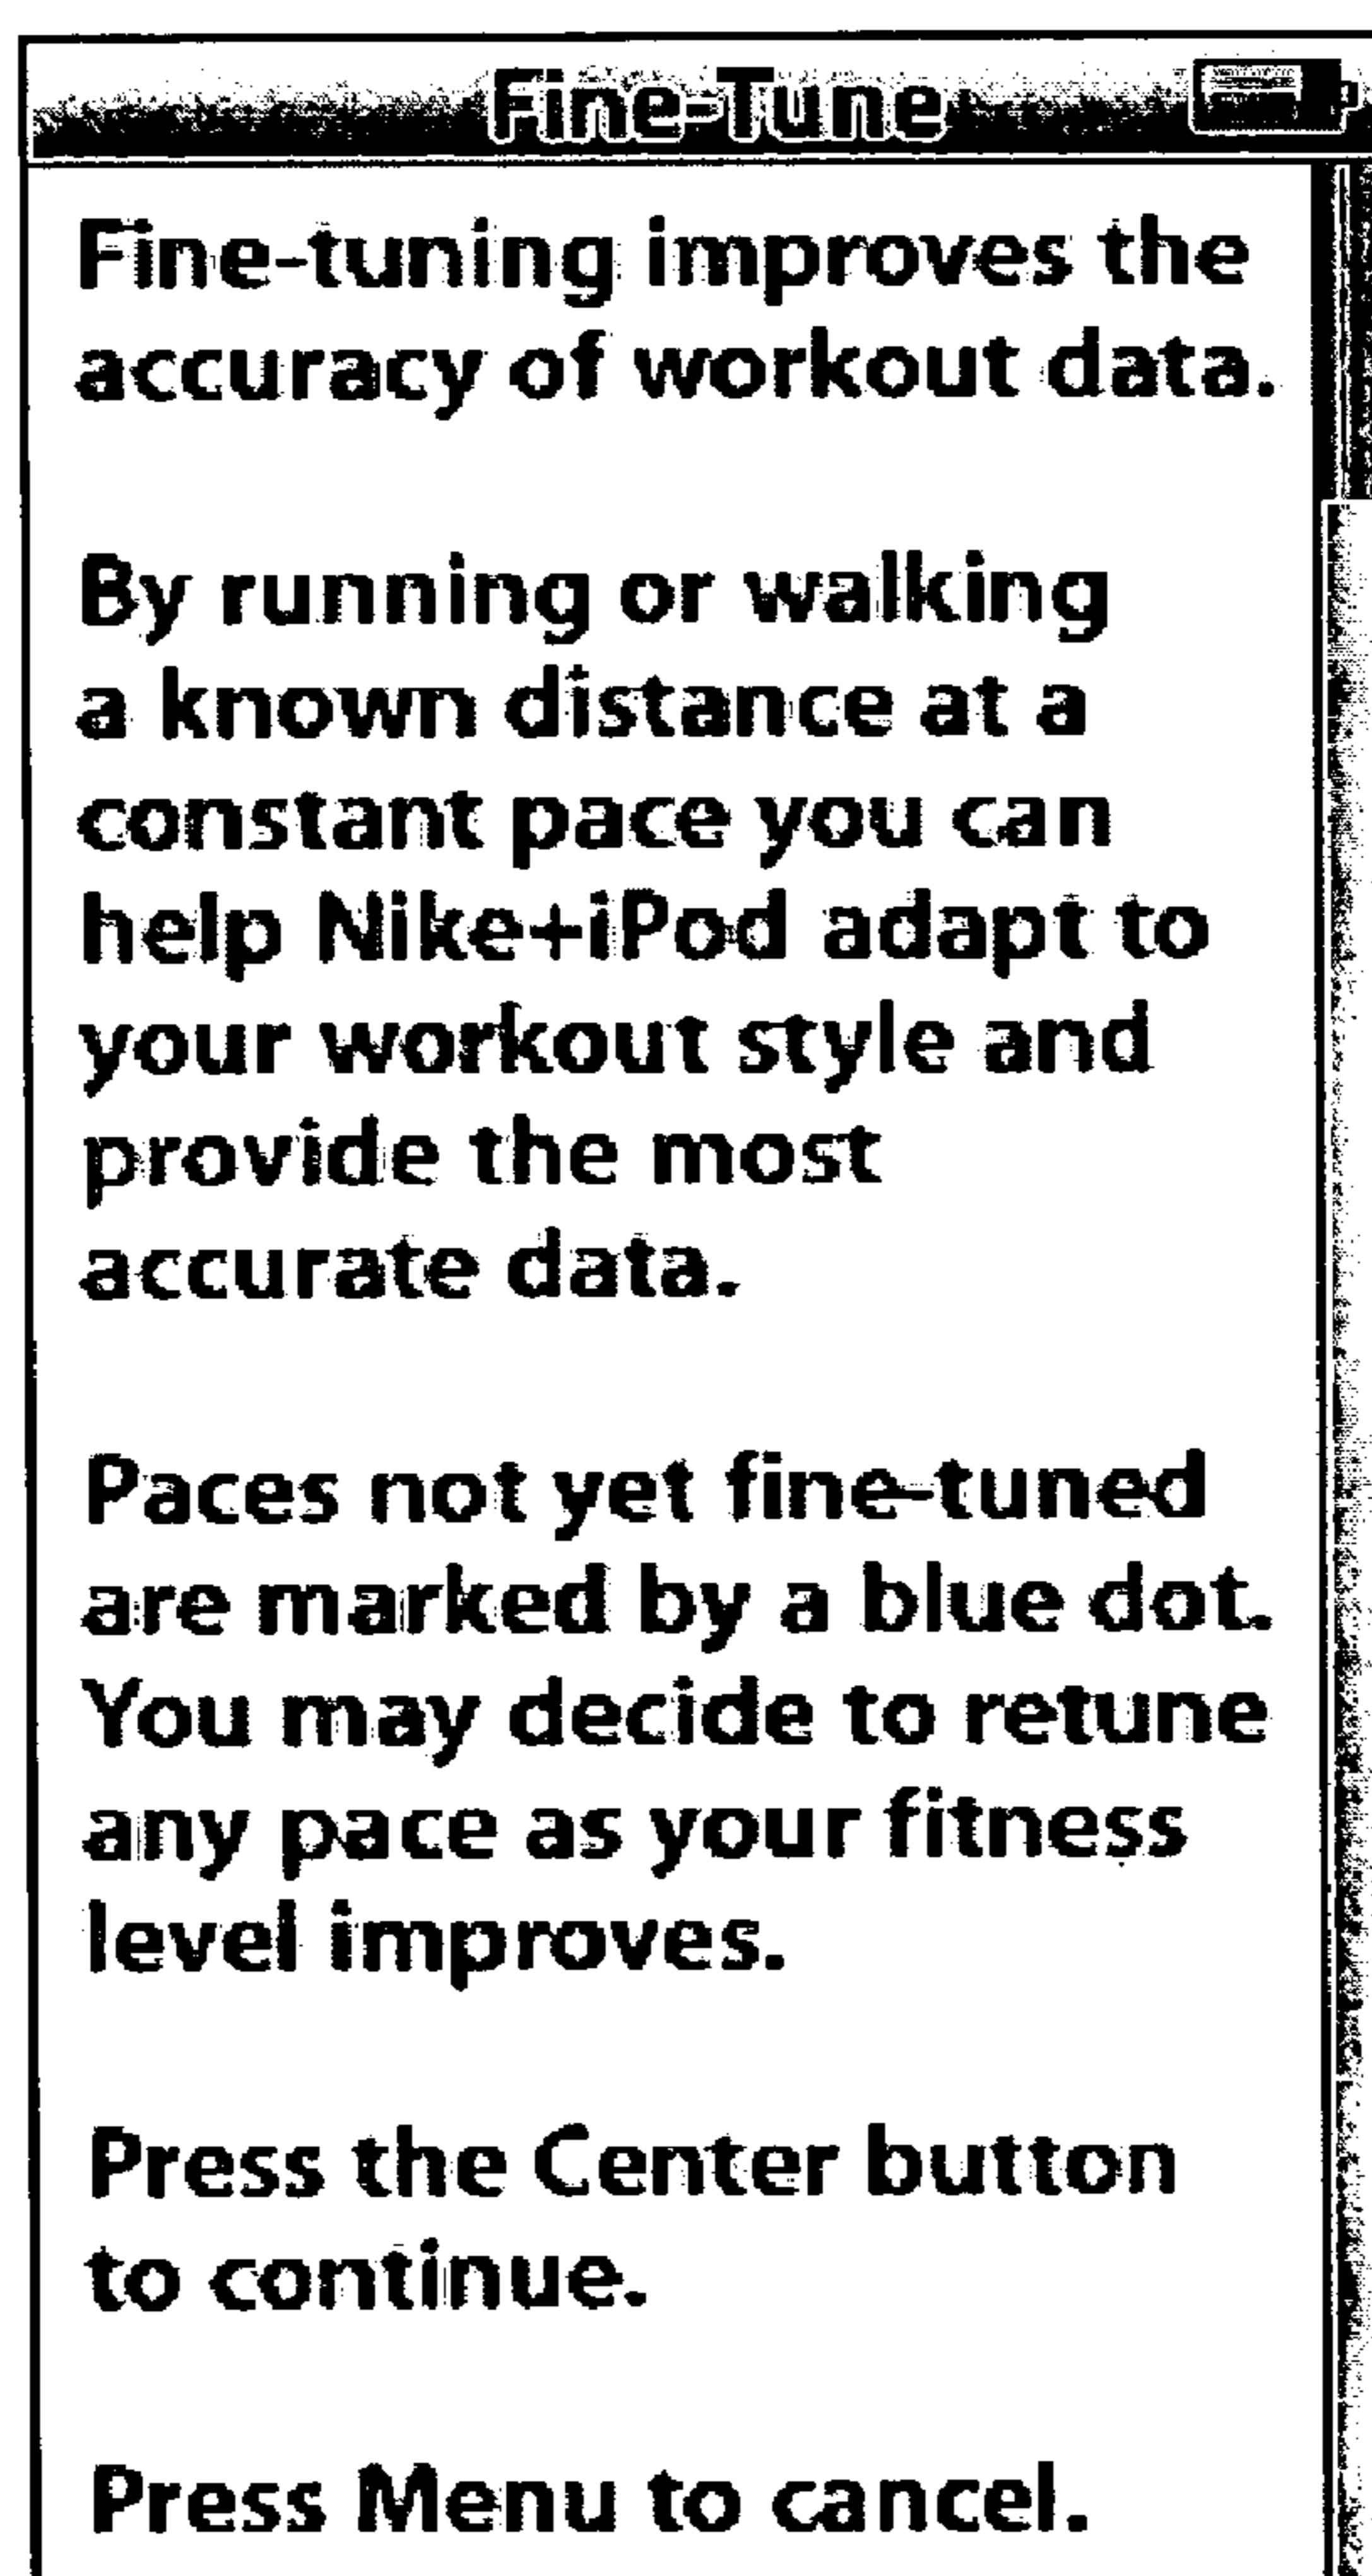 Fine-Tune
Fine-tuning improves the
accuracy of workout data.
By running or walking
a known distance at a
constant pace you can
help Nike+iPod adapt to
your workout style and
provide the most
accurate data.
Paces not yet fine-tuned
are marked by a blue dot.
You may decide to retune
any pace as your fitness
level improves.
Press the Center button
to continue.
Press Menu to cancel.